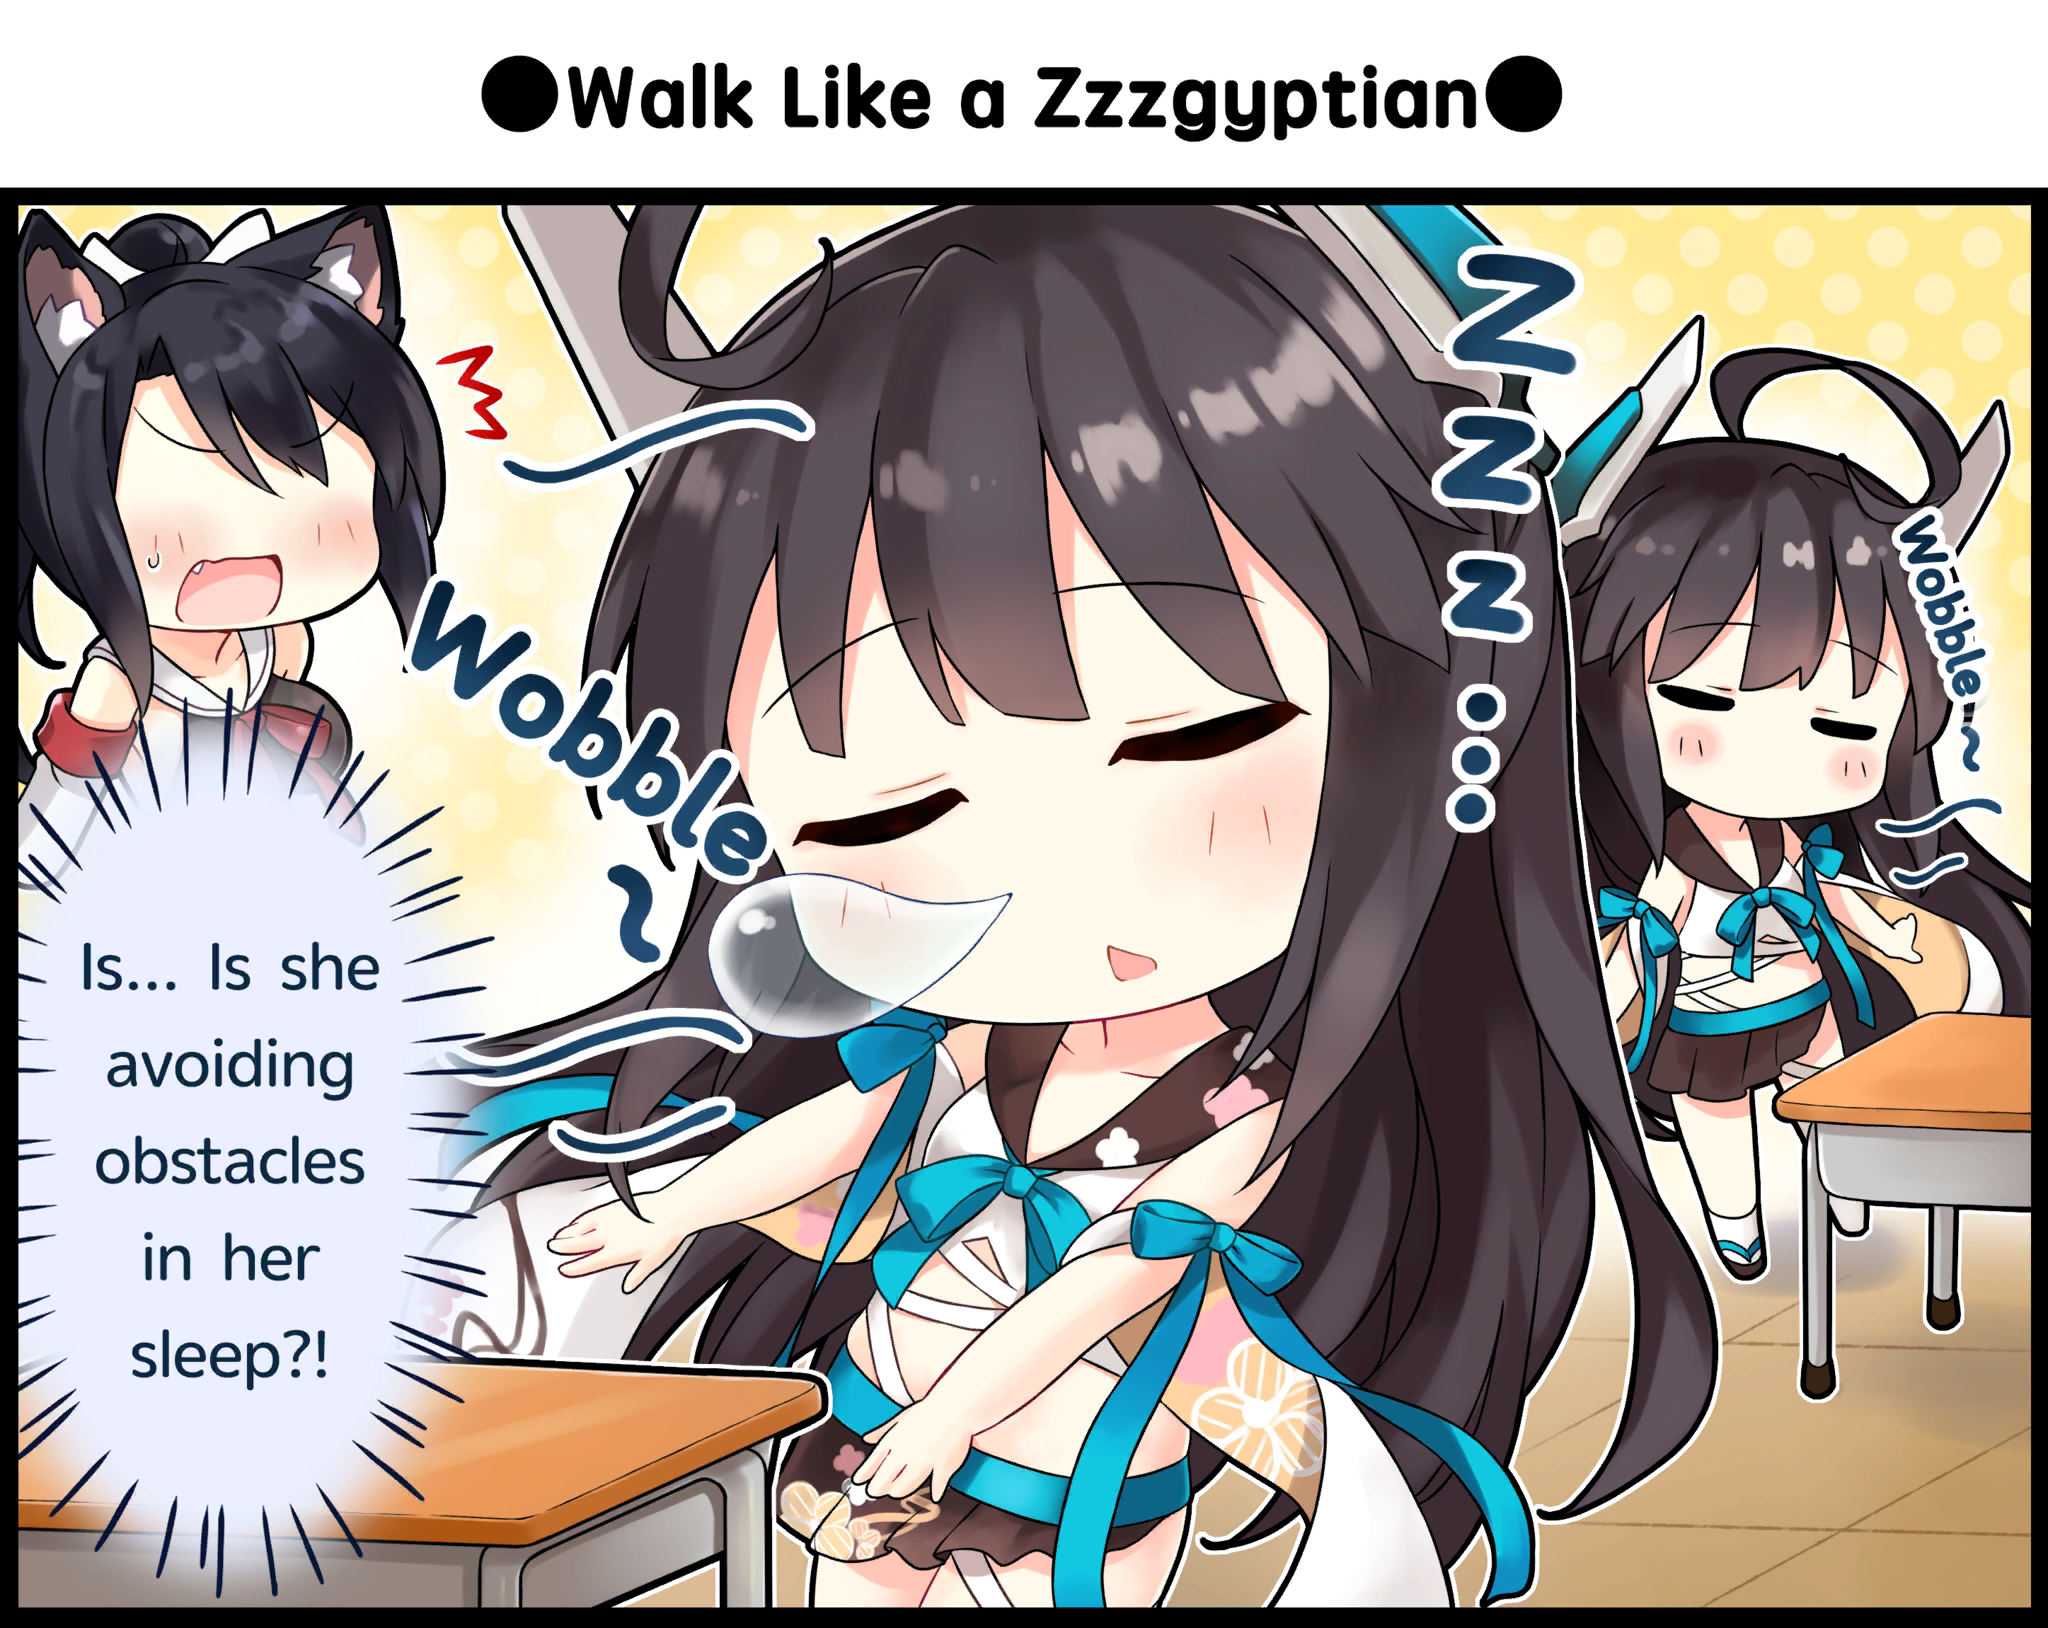 ●Walk Like a Zzzgyptian●
Z
Z
Z
...
Wobble~
Wobble~
Is... Is she
avoiding
obstacles
in her
sleep?!